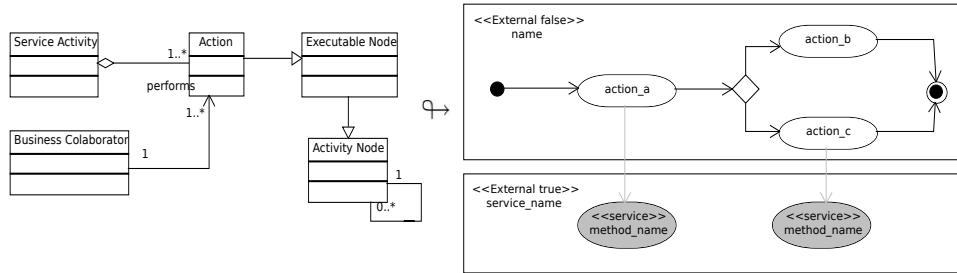 Service Activity
Action
Executable Node
1..*
performs
1..*
Business Colaborator
1
Activity Node
1
0..*
<<External false>>
name
action_a
action_b
action_c
<<External true>>
service_name
<<service>>
method_name
<<service>>
method_name